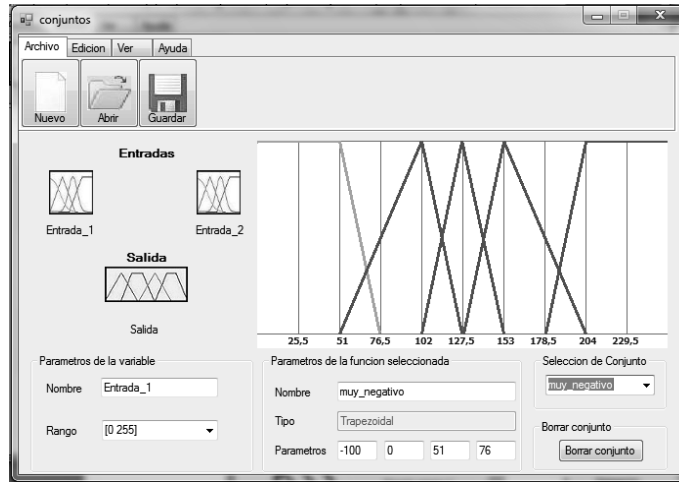 conjuntos
Archivo Edicion Ver Ayuda
Nuevo Abrir Guardar
Entradas
Entrada_1 Entrada_2
Salida
Salida
25,5 51 76,5 102 127,5 153 178,5 204 229,5
Parametros de la variable
Nombre Entrada_1
Rango [0 255]
Parametros de la funcion seleccionada
Nombre muy_negativo
Tipo Trapezoidal
Parametros -100 0 51 76
Seleccion de Conjunto
muy_negativo
Borrar conjunto
Borrar conjunto